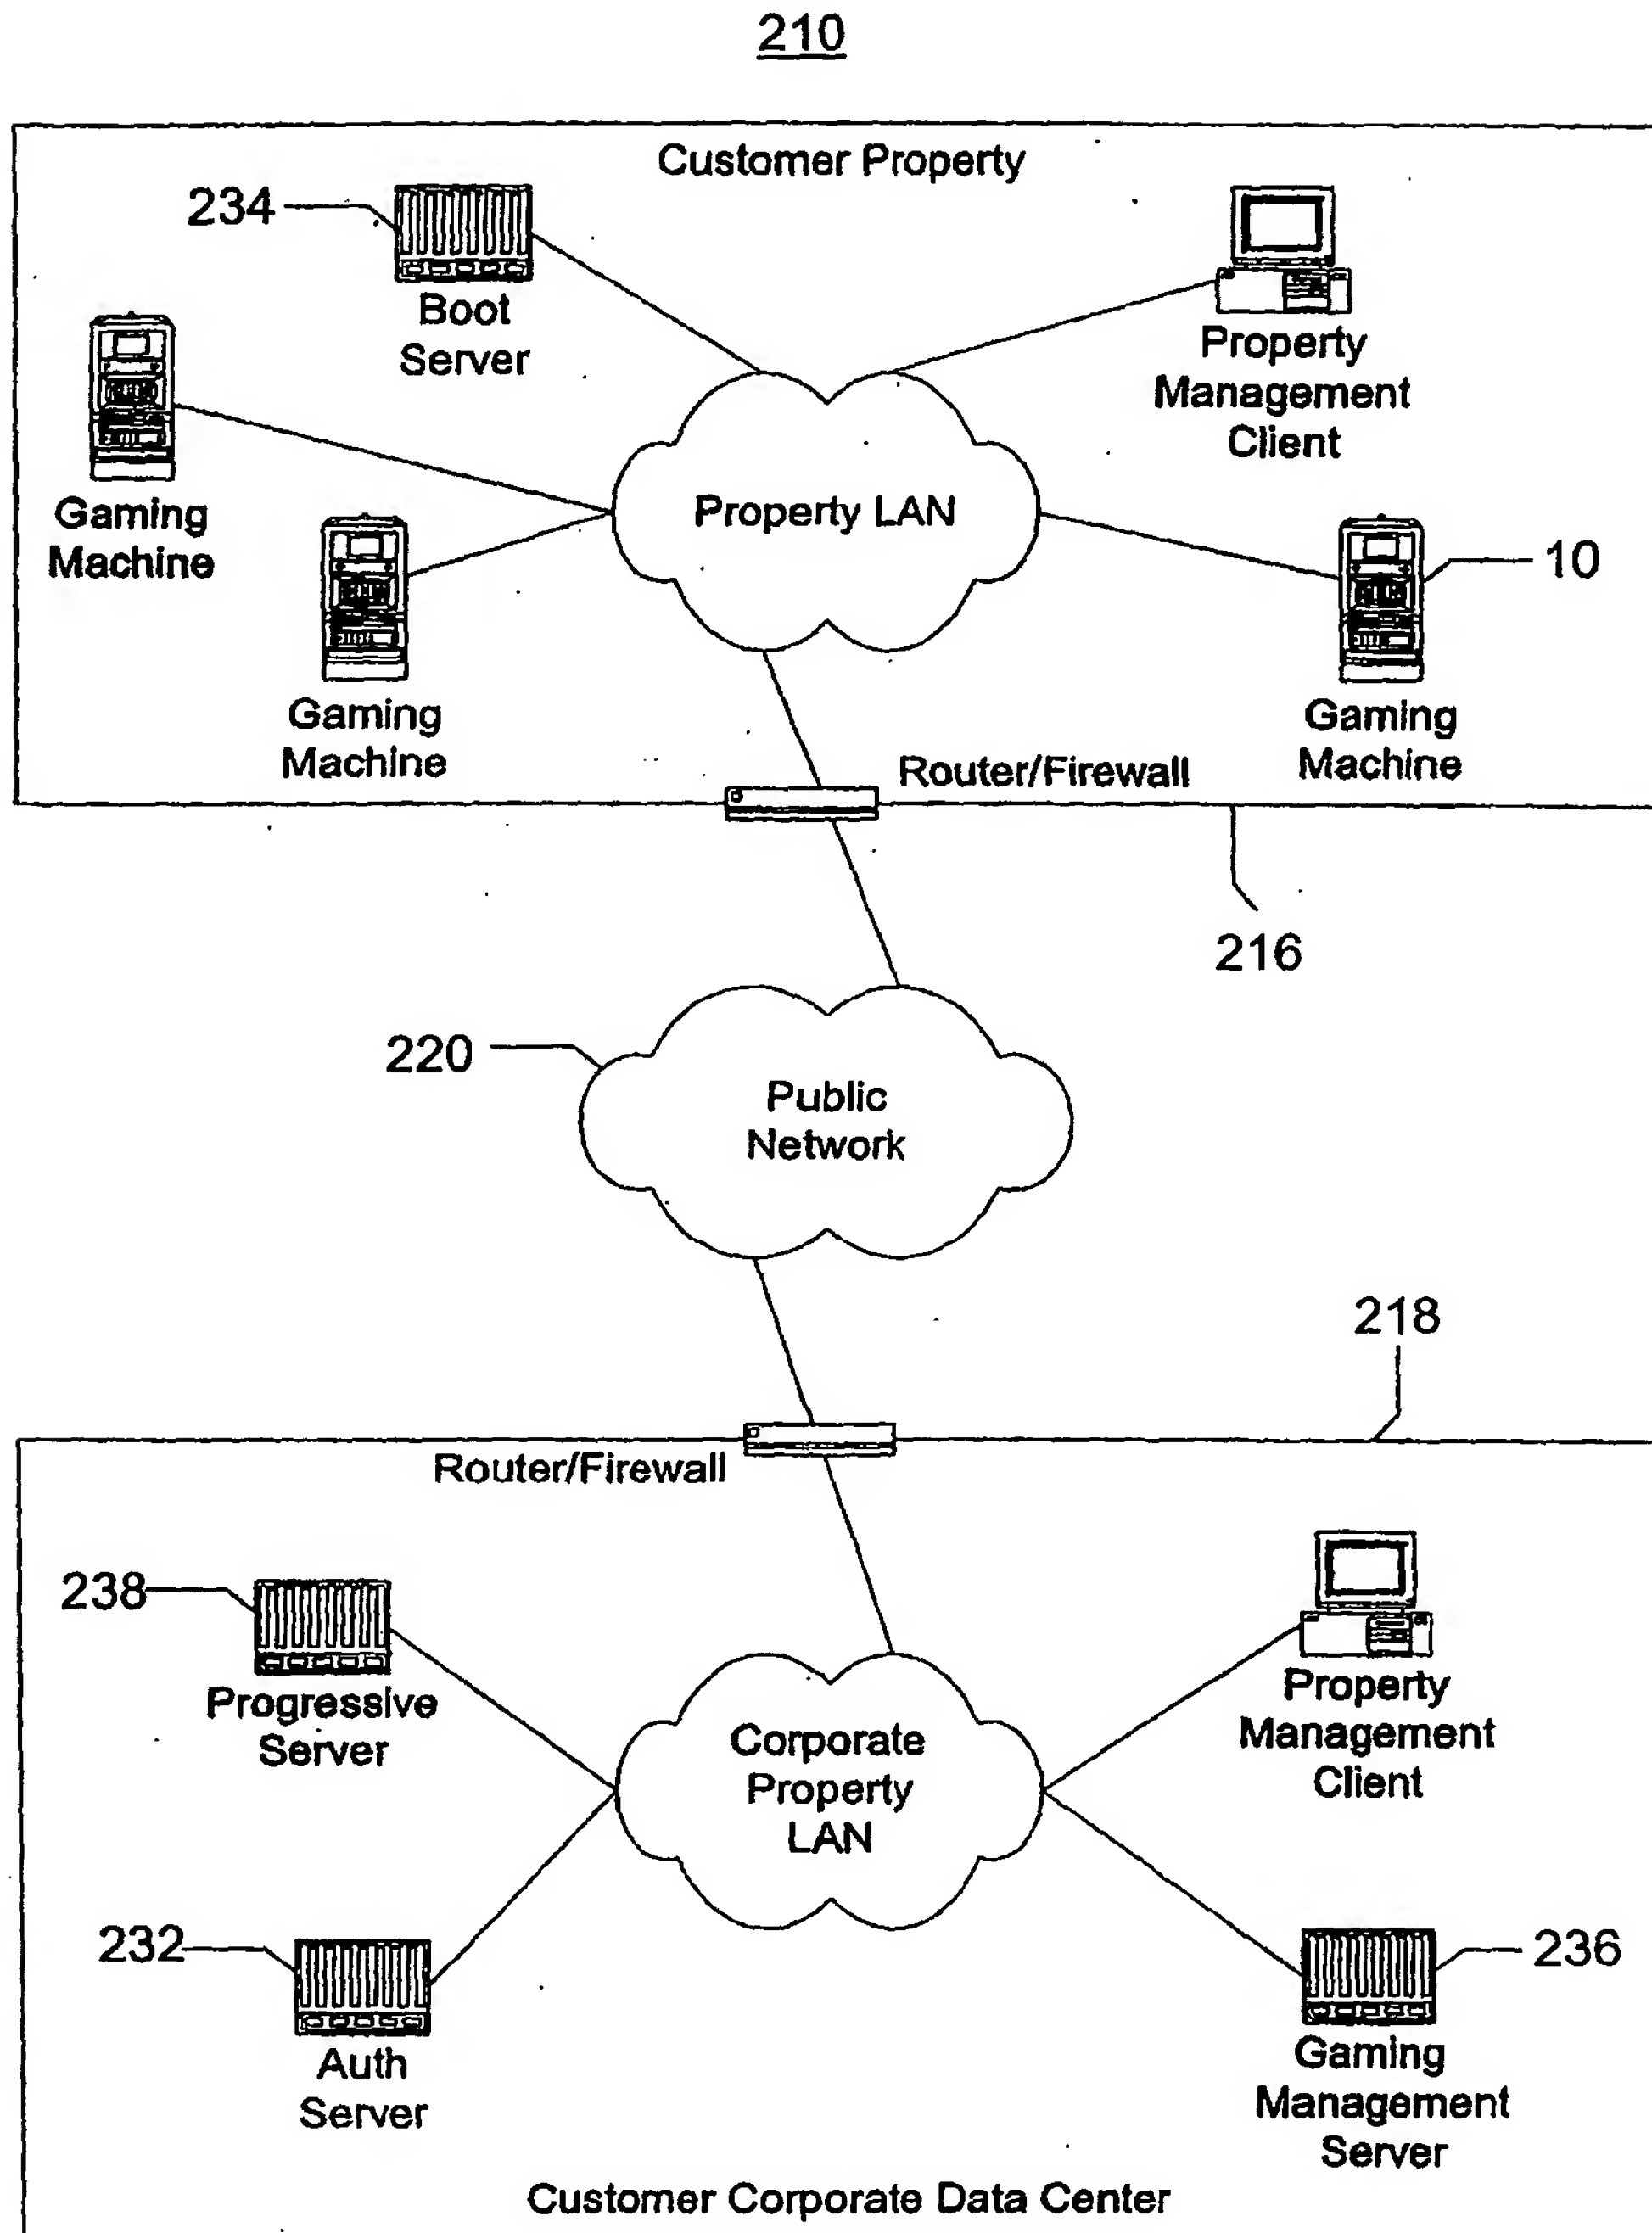 210
Customer Property
234
Boot
Server
Property
Management
Client
Gaming
Machine
Property LAN
10
Gaming
Machine
Gaming
Machine
Router/Firewall
216
220
Public
Network
218
Router/Firewall
238
Progressive
Server
Property
Management
Client
Corporate
Property
LAN
232
Auth
Server
236
Gaming
Management
Server
Customer Corporate Data Center